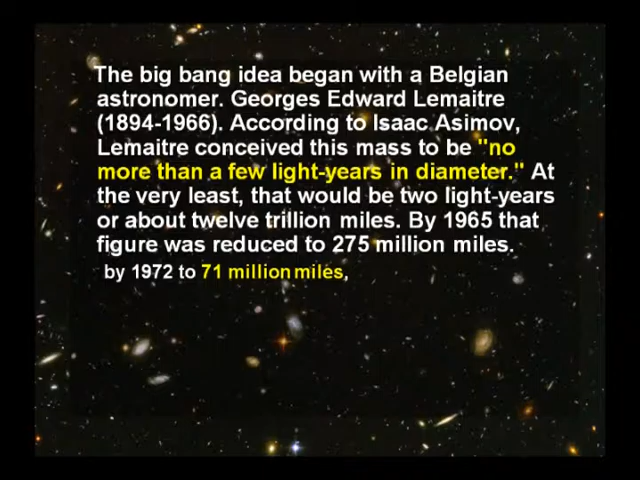 The big bang idea began with a Belgian
astronomer. Georges Edward Lemaitre
(1894-1966). According to Isaac Asimov,
Lemaitre conceived this mass to be "no
more than a few light-years in diameter." At
the very least, that would be two light-years
or about twelve trillion miles. By 1965 that
figure was reduced to 275 million miles.
by 1972 to 71 million miles,